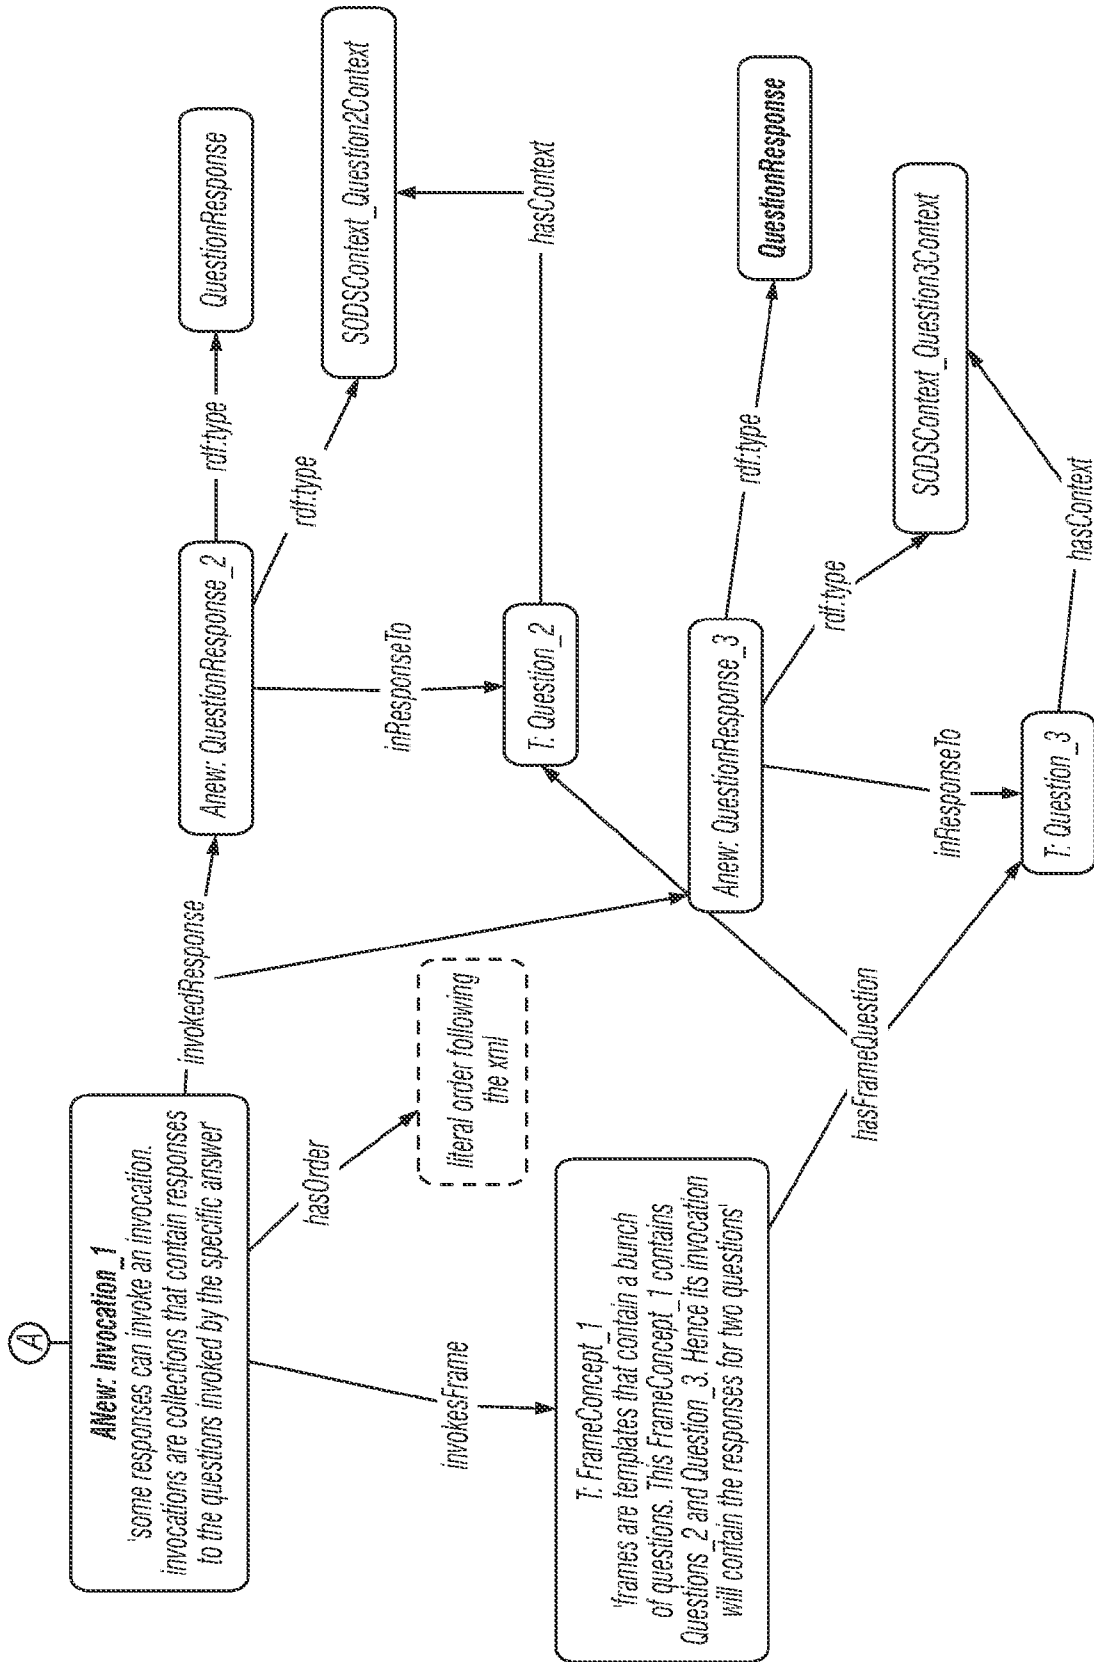 A
ANew: Invocation_1
'some responses can invoke an invocation.
invocations are collections that contain responses
to the questions invoked by the specific answer
invokedResponse
hasOrder
invokesFrame
literal order following
the xml
T: FrameConcept_1
'frames are templates that contain a bunch
of questions. This FrameConcept_1 contains
Questions_2 and Question_3. Hence its invocation
will contain the responses for two questions'
hasFrameQuestion
Anew: QuestionResponse_2
rdf:type
QuestionResponse
rdf:type
SODSContext_Question2Context
inResponseTo
T: Question_2
hasContext
Anew: QuestionResponse_3
rdf:type
QuestionResponse
rdf:type
SODSContext_Question3Context
inResponseTo
T: Question_3
hasContext